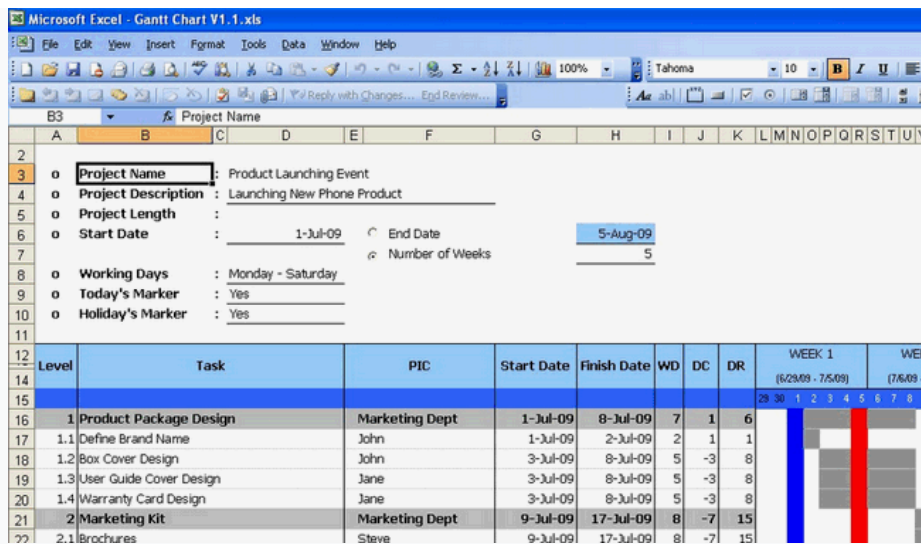 Microsoft Excel - Gantt Chart V1.1.xls
File Edit View Insert Format Tools Data Window Help
100% Tahoma 10 B I U
Reply with Changes... End Review...
B3 fx Project Name
A B C D E F G H I J K L M N O P Q R S T U
2
3 o Project Name : Product Launching Event
4 o Project Description : Launching New Phone Product
5 o Project Length :
6 o Start Date : 1-Jul-09 End Date 5-Aug-09
7 Number of Weeks 5
8 o Working Days : Monday - Saturday
9 o Today's Marker : Yes
10 o Holiday's Marker : Yes
11
12 Level Task PIC Start Date Finish Date WD DC DR WEEK 1
14 (6/29/09 - 7/5/09) (7/6/09
15 29 30 1 2 3 4 5 6 7 8
16 1 Product Package Design Marketing Dept 1-Jul-09 8-Jul-09 7 1 6
17 1.1 Define Brand Name John 1-Jul-09 2-Jul-09 2 1 1
18 1.2 Box Cover Design John 3-Jul-09 8-Jul-09 5 -3 8
19 1.3 User Guide Cover Design Jane 3-Jul-09 8-Jul-09 5 -3 8
20 1.4 Warranty Card Design Jane 3-Jul-09 8-Jul-09 5 -3 8
21 2 Marketing Kit Marketing Dept 9-Jul-09 17-Jul-09 8 -7 15
22 2.1 Brochures Steve 9-Jul-09 17-Jul-09 8 -7 15